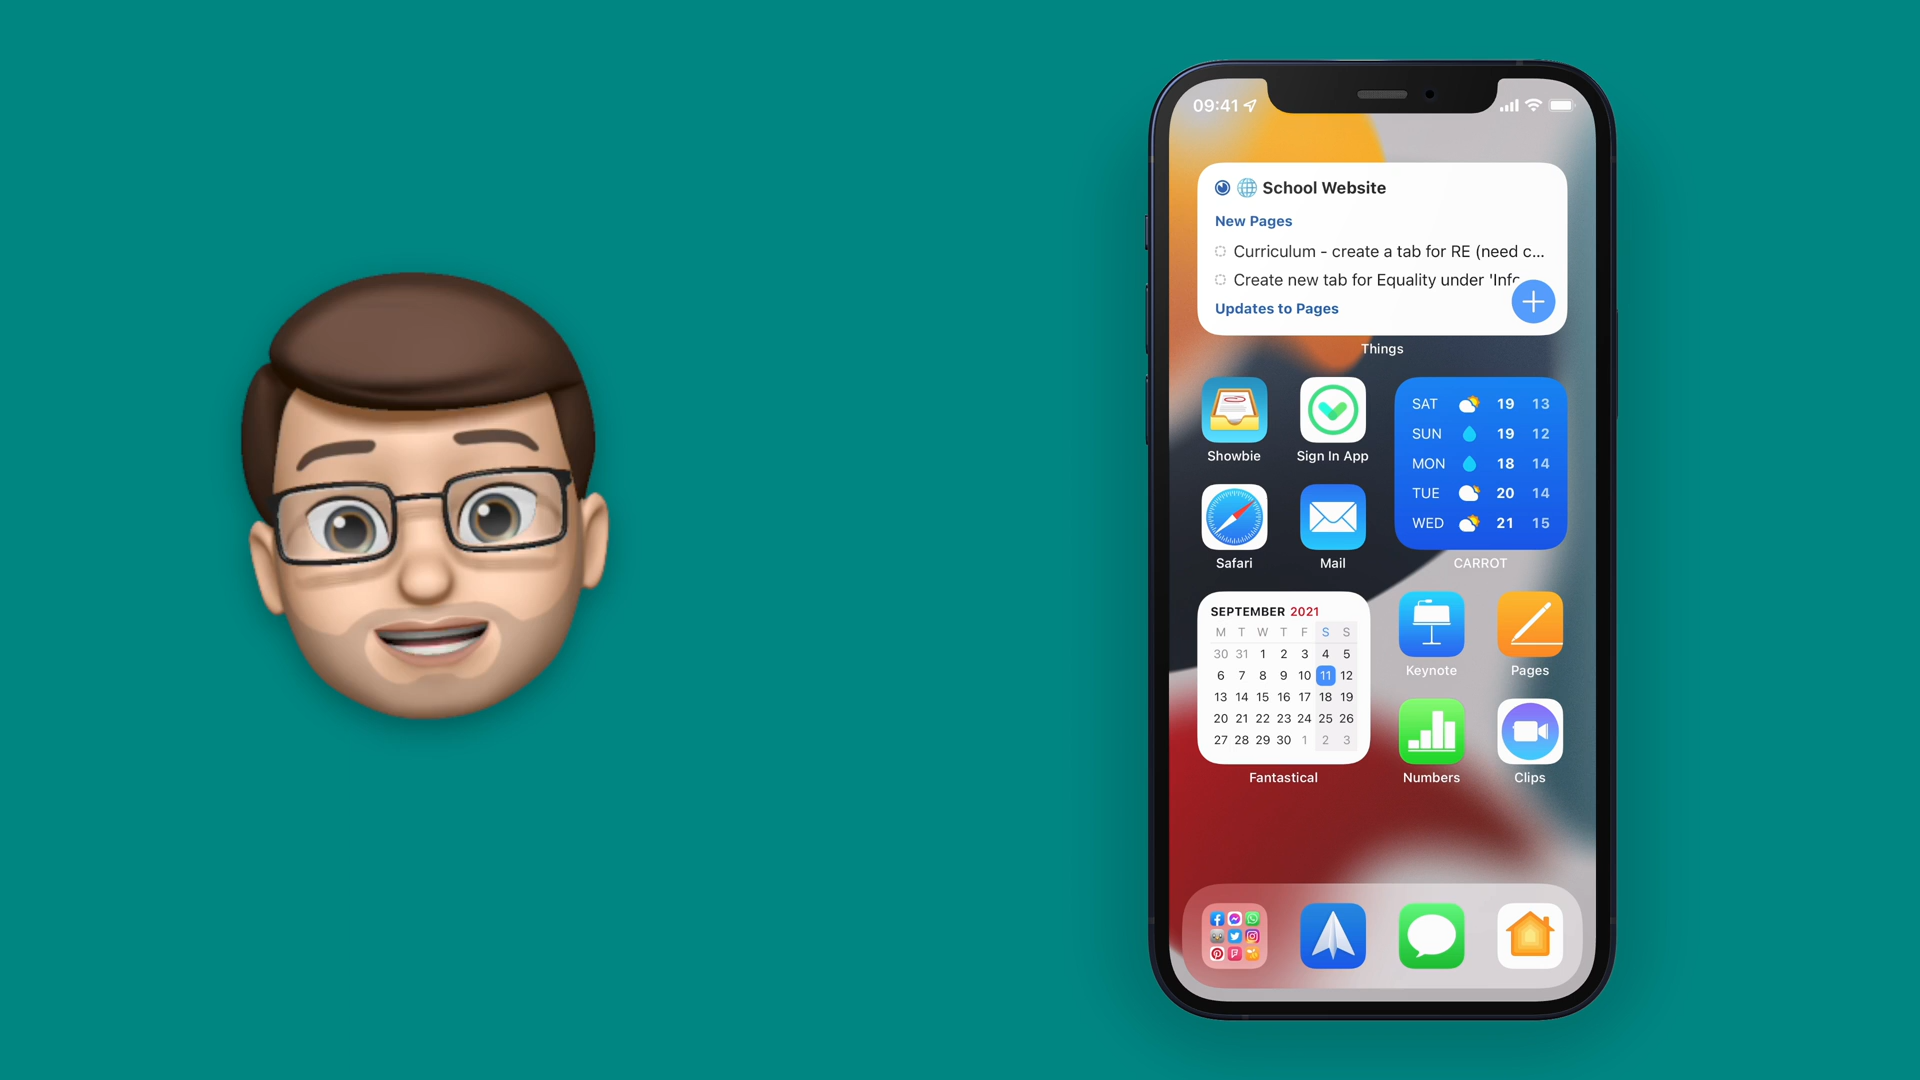 09:41
School Website
New Pages
Curriculum - create a tab for RE (need c...
Create new tab for Equality under 'Info
Updates to Pages
Things
Showbie
Sign In App
SAT 19 13
SUN 19 12
MON 18 14
TUE 20 14
WED 21 15
Safari
Mail
CARROT
SEPTEMBER 2021
M T W T F S S
30 31 1 2 3 4 5
6 7 8 9 10 11 12
13 14 15 16 17 18 19
20 21 22 23 24 25 26
27 28 29 30 1 2 3
Fantastical
Keynote
Pages
Numbers
Clips